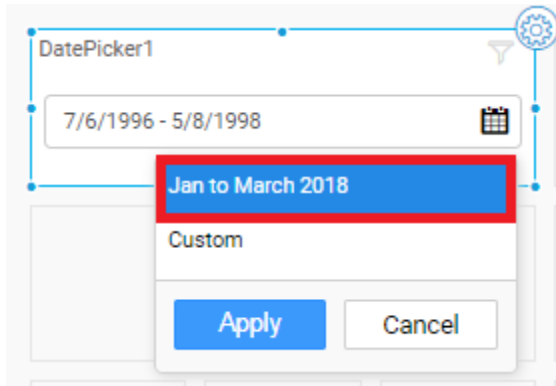 DatePicker1
7/6/1996 - 5/8/1998
Jan to March 2018
Custom
Apply Cancel